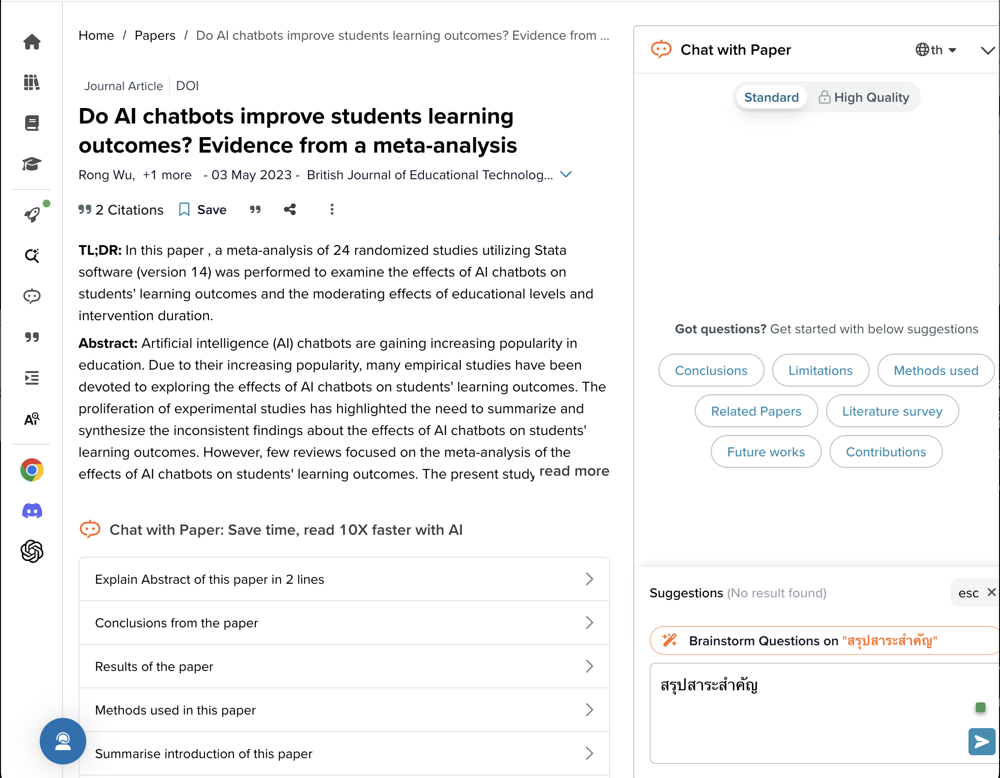 Home / Papers / Do AI chatbots improve students learning outcomes? Evidence from ...
Journal Article DOI
Do AI chatbots improve students learning
outcomes? Evidence from a meta-analysis
Rong Wu, +1 more - 03 May 2023 - British Journal of Educational Technolog...
2 Citations Save
TL;DR: In this paper , a meta-analysis of 24 randomized studies utilizing Stata
software (version 14) was performed to examine the effects of AI chatbots on
students' learning outcomes and the moderating effects of educational levels and
intervention duration.
Abstract: Artificial intelligence (AI) chatbots are gaining increasing popularity in
education. Due to their increasing popularity, many empirical studies have been
devoted to exploring the effects of AI chatbots on students' learning outcomes. The
proliferation of experimental studies has highlighted the need to summarize and
synthesize the inconsistent findings about the effects of AI chatbots on students'
learning outcomes. However, few reviews focused on the meta-analysis of the
effects of AI chatbots on students' learning outcomes. The present study read more
Chat with Paper: Save time, read 10X faster with AI
Explain Abstract of this paper in 2 lines
Conclusions from the paper
Results of the paper
Methods used in this paper
Summarise introduction of this paper
Chat with Paper th
Standard High Quality
Got questions? Get started with below suggestions
Conclusions Limitations Methods used
Related Papers Literature survey
Future works Contributions
Suggestions (No result found) esc
Brainstorm Questions on "สรุปสาระสำคัญ"
สรุปสาระสำคัญ